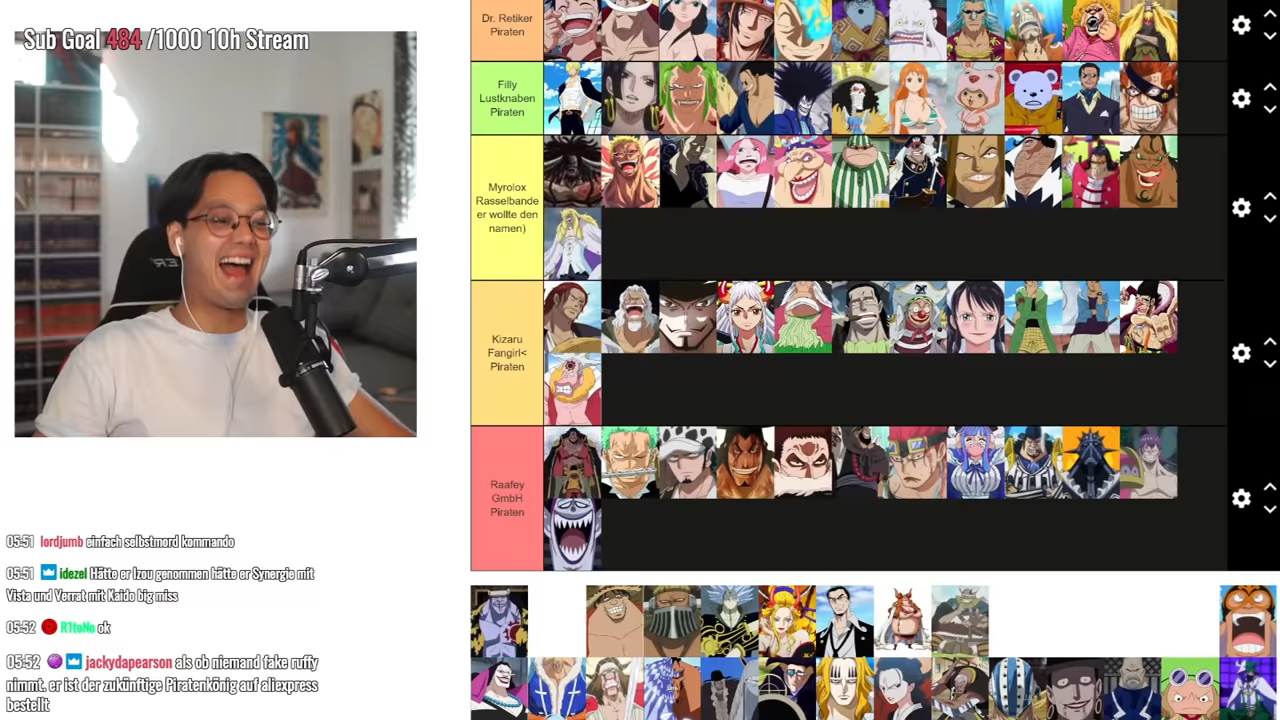 Sub Goal 484 /1000 10h Stream
Dr. Retiker
Piraten
Filly
Lustknaben
Piraten
Myrolox
Rasselbande
er wollte den
namen)
Kizaru
Fangirl<
Piraten
Raafey
GmbH
Piraten
05:51 lordjumb einfach selbstmord kommando
05:51 idezel Hätte er Izou genommen hätte er Synergie mit
Vista und Verrat mit Kaido big miss
05:52 R1toNo ok
05:52 jackydapearson als ob niemand fake ruffy
nimmt. er ist der zukünftige Piratenkönig auf aliexpress
bestellt